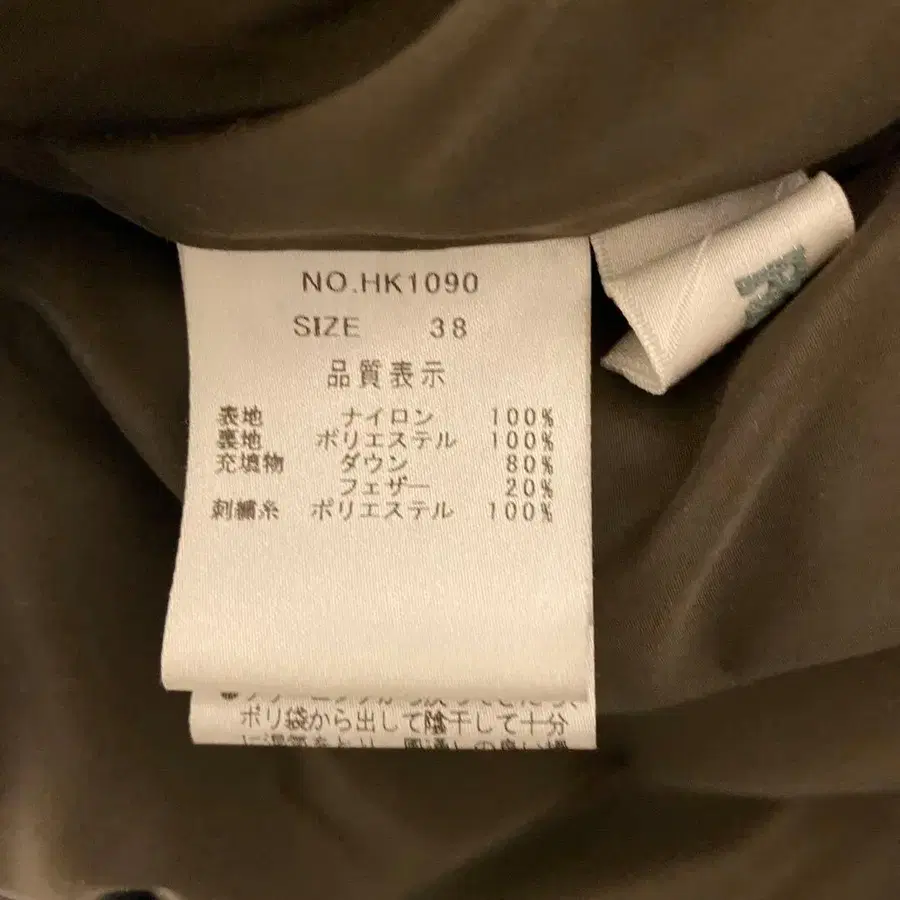 NO.HK1090
SIZE 38
品質表示
表地 ナイロン 100%
裏地 ポリエステル 100%
充填物 ダウン 80%
フェザー 20%
刺繍糸 ポリエステル 100%
ポリ袋から出して陰干して十分